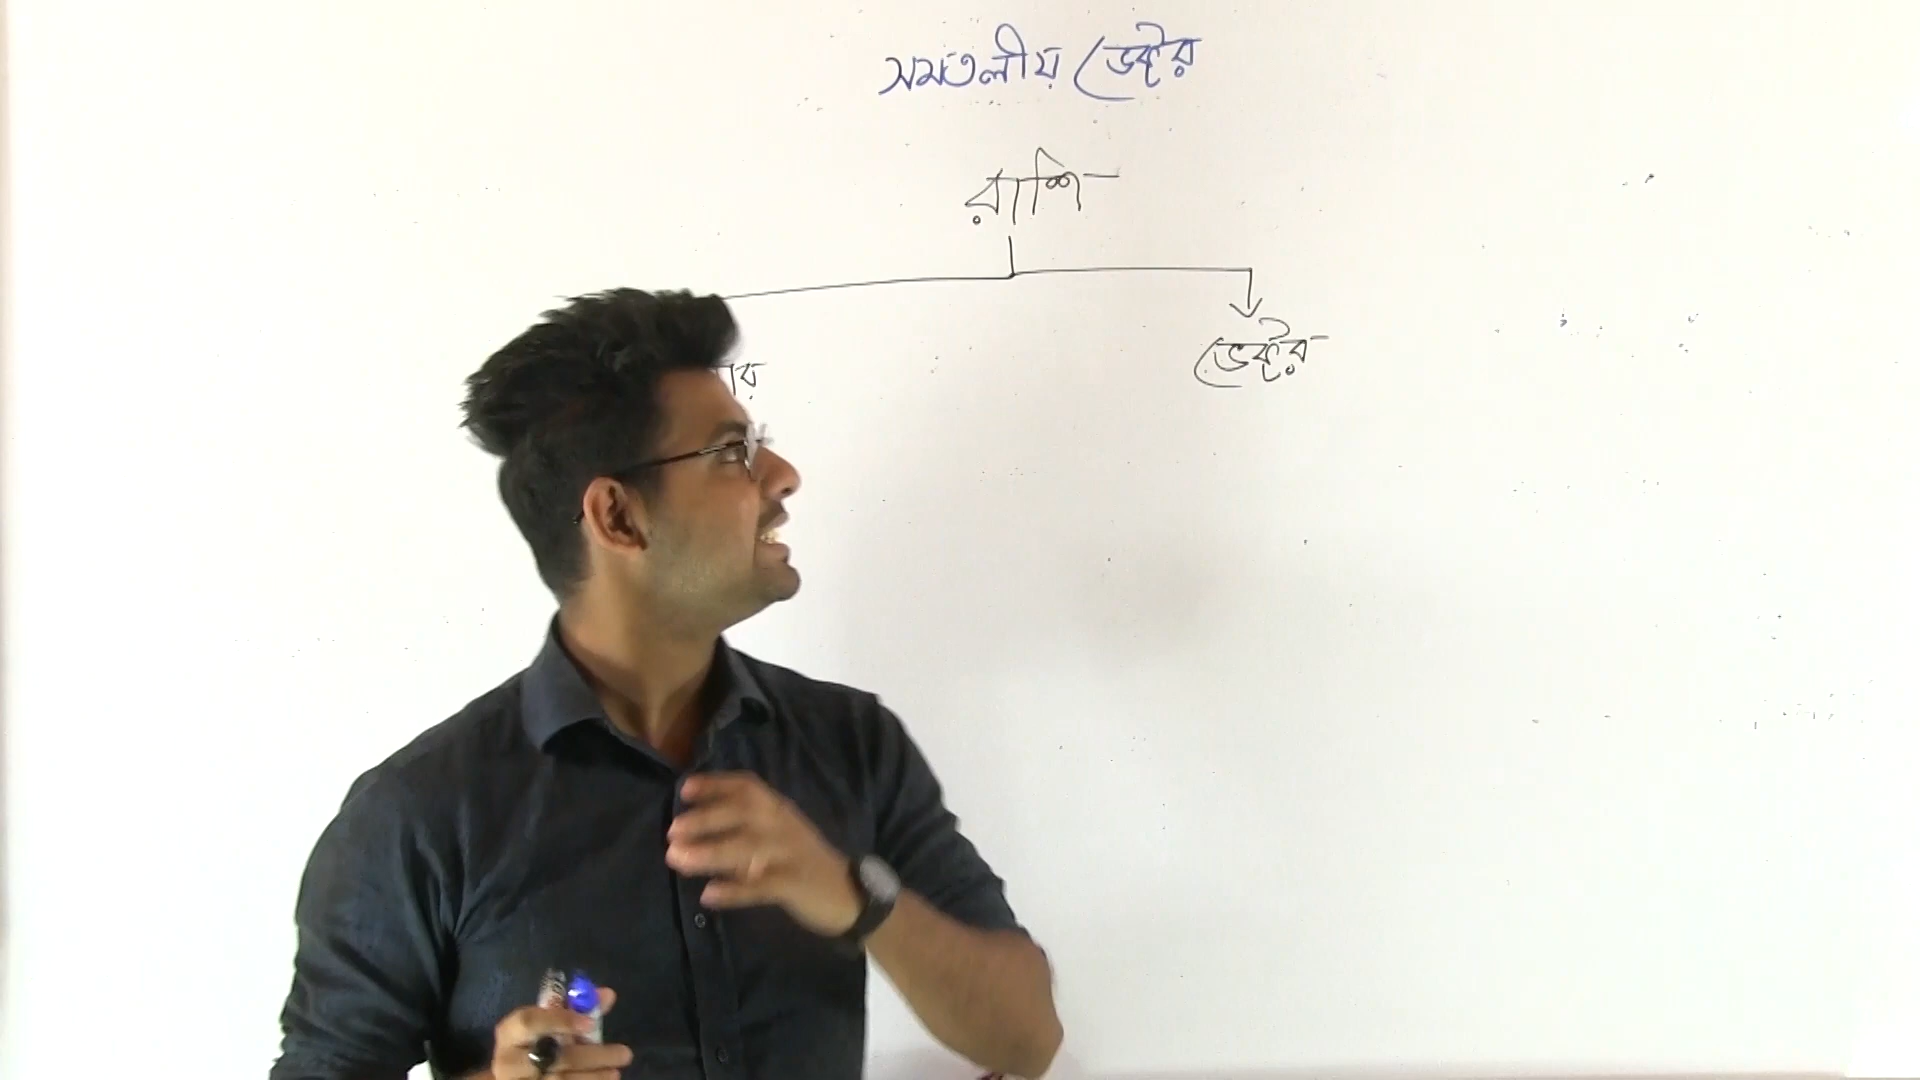 সমতলীয় ভেক্টর
রাশি
ভেক্টর